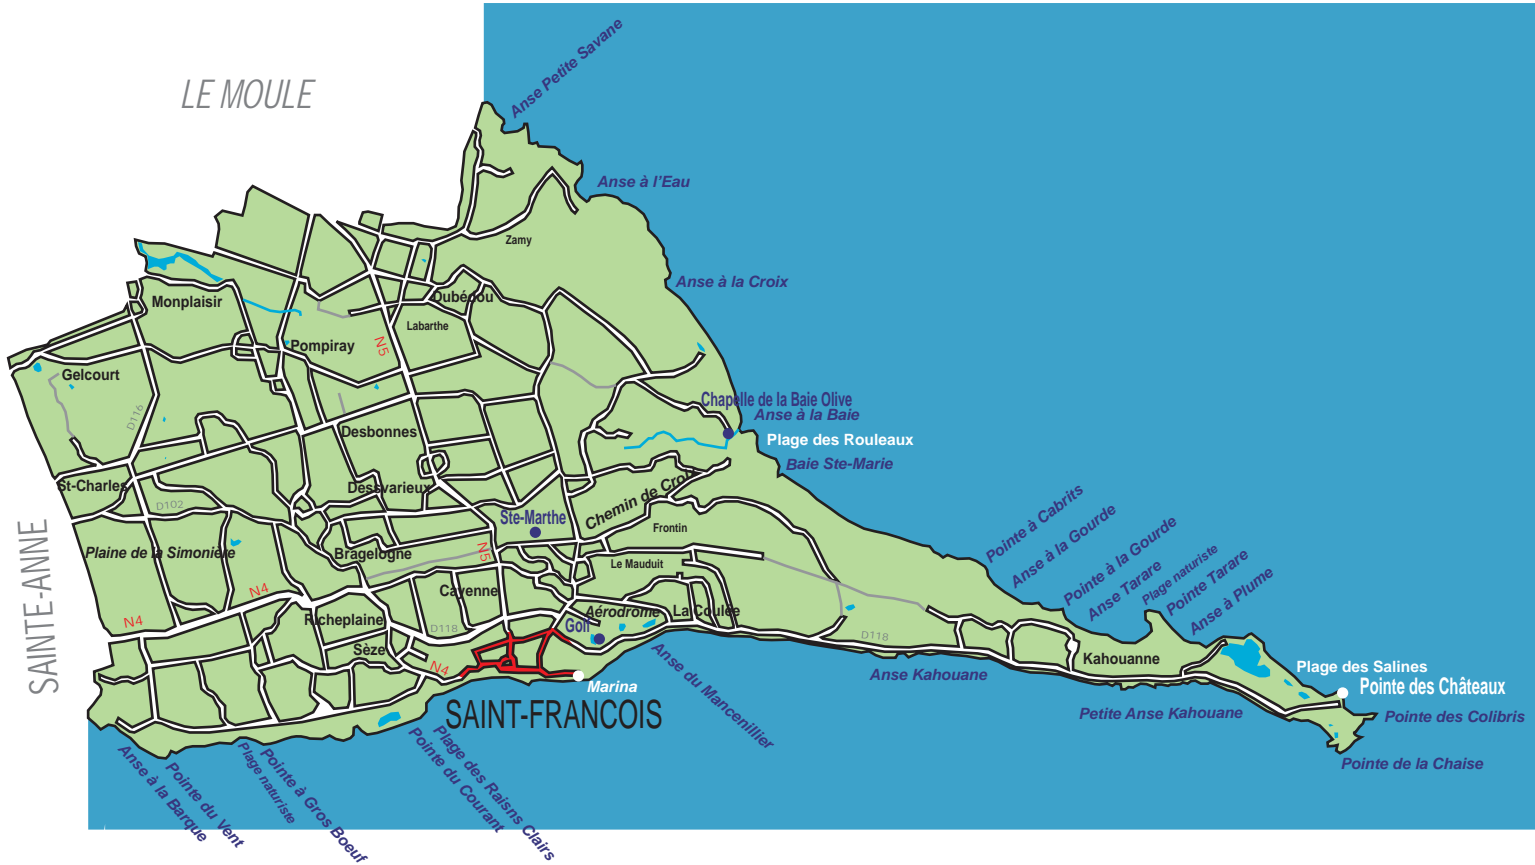 Anse Petite Savane
LE MOULE
Anse à l'Eau
Zamy
Anse à la Croix
Monplaisir
Dubédou
Labarthe
Pompiray
N5
Gelcourt
D116
Chapelle de la Baie Olive
Anse à la Baie
Desbonnes
Plage des Rouleaux
Baie Ste-Marie
St-Charles
Dessvarieux
Chemin de Croix
D102
Ste-Marthe
Frontin
Pointe à Cabrits
Anse à la Gourde
Pointe à la Gourde
Anse Tarare
Plage naturiste
Pointe Tarare
Anse à Plume
SAINTE-ANNE
Plaine de la Simonière
Bragelogne
N5
Le Mauduit
N4
Cayenne
Aérodrome
La Coulée
N4
Richeplaine
D118
Golf
D118
Sèze
N4
Kahouanne
Plage des Salines
Anse Kahouane
Pointe des Châteaux
Marina
Anse du Mancenillier
SAINT-FRANCOIS
Petite Anse Kahouane
Pointe des Colibris
Pointe de la Chaise
Anse à la Barque
Pointe du Vent
Plage naturiste
Pointe à Gros Boeuf
Pointe du Courant
Plage des Raisns Clairs